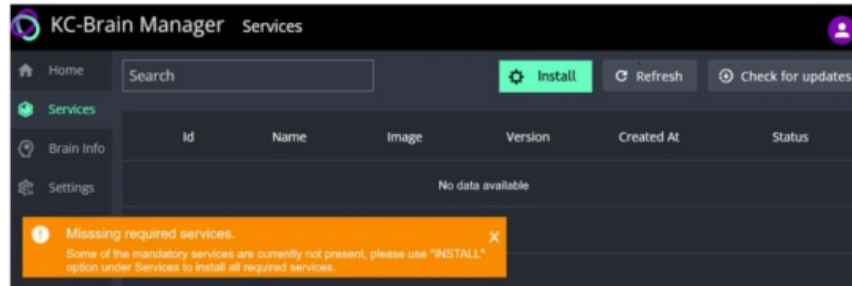 KC-Brain Manager Services
Home
Search
Install
Refresh
Check for updates
Services
Id Name Image Version Created At Status
Brain Info
No data available
Settings
Misssing required services.
Some of the mandatory services are currently not present, please use "INSTALL"
option under Services to install all required services.